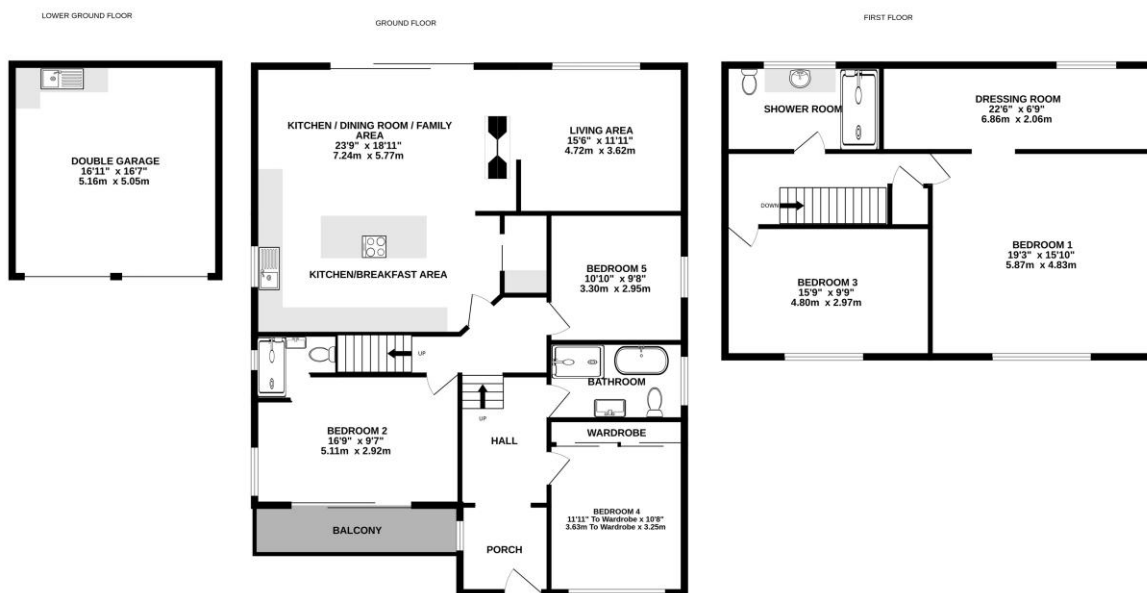 LOWER GROUND FLOOR
DOUBLE GARAGE
16'11" x 16'7"
5.16m x 5.05m
GROUND FLOOR
KITCHEN / DINING ROOM / FAMILY
AREA
23'9" x 18'11"
7.24m x 5.77m
LIVING AREA
15'6" x 11'11"
4.72m x 3.62m
KITCHEN/BREAKFAST AREA
BEDROOM 5
10'10" x 9'8"
3.30m x 2.95m
UP
BATHROOM
UP
BEDROOM 2
16'9" x 9'7"
5.11m x 2.92m
HALL
WARDROBE
BEDROOM 4
11'11" To Wardrobe x 10'8"
3.63m To Wardrobe x 3.25m
BALCONY
PORCH
FIRST FLOOR
SHOWER ROOM
DRESSING ROOM
22'6" x 6'9"
6.86m x 2.06m
DOWN
BEDROOM 1
19'3" x 15'10"
5.87m x 4.83m
BEDROOM 3
15'9" x 9'9"
4.80m x 2.97m